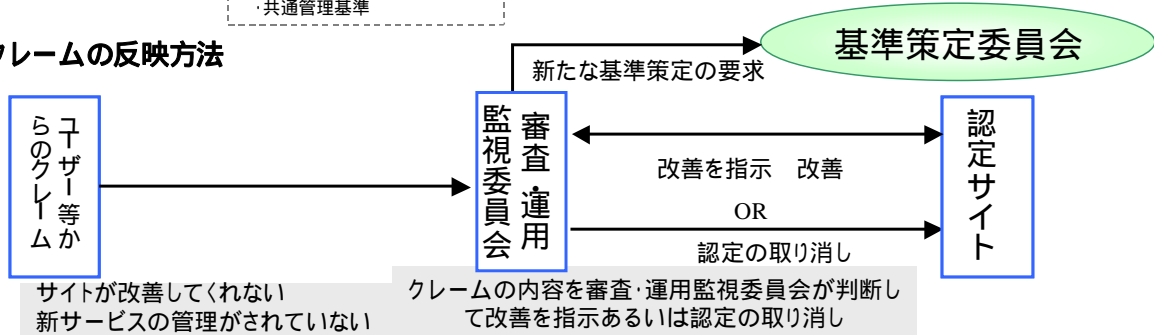 ・共通管理基準
クレームの反映方法
基準策定委員会
新たな基準策定の要求
ユーザー等か
らのクレーム
審査・運用
監視委員会
認定サイト
改善を指示 改善
OR
認定の取り消し
サイトが改善してくれない
新サービスの管理がされていない
クレームの内容を審査・運用監視委員会が判断し
て改善を指示あるいは認定の取り消し